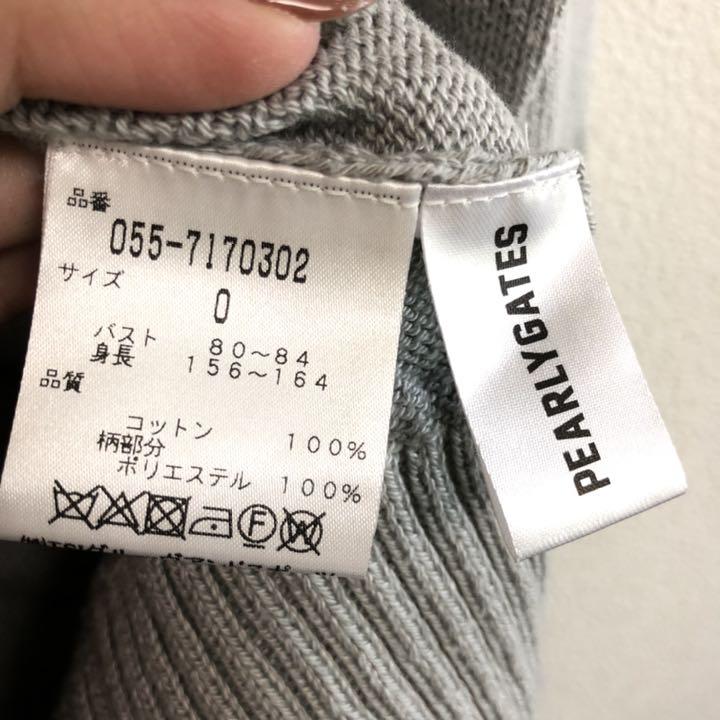 品番
055-7170302
サイズ
0
バスト 80～84
身長 156～164
品質
コットン 100%
柄部分
ポリエステル 100%
F W
PEARLYGATES